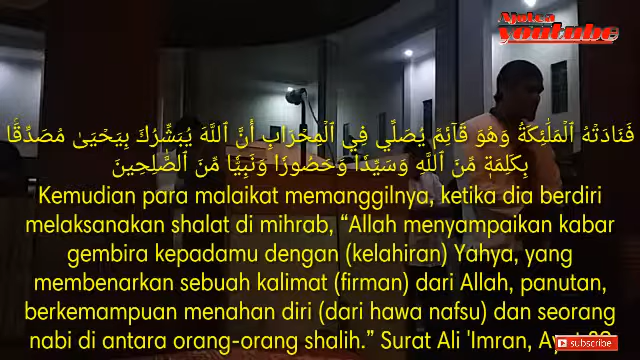 Ajotxa
youtube
فَنَادَتْهُ ٱلْمَلَٰٓئِكَةُ وَهُوَ قَآئِمٌ يُصَلِّي فِي ٱلْمِحْرَابِ أَنَّ ٱللَّهَ يُبَشِّرُكَ بِيَحْيَىٰ مُصَدِّقًۢا
بِكَلِمَةٍ مِّنَ ٱللَّهِ وَسَيِّدًا وَحَصُورًا وَنَبِيًّا مِّنَ ٱلصَّٰلِحِينَ
Kemudian para malaikat memanggilnya, ketika dia berdiri
melaksanakan shalat di mihrab, “Allah menyampaikan kabar
gembira kepadamu dengan (kelahiran) Yahya, yang
membenarkan sebuah kalimat (firman) dari Allah, panutan,
berkemampuan menahan diri (dari hawa nafsu) dan seorang
nabi di antara orang-orang shalih.” Surat Ali 'Imran,
subscribe